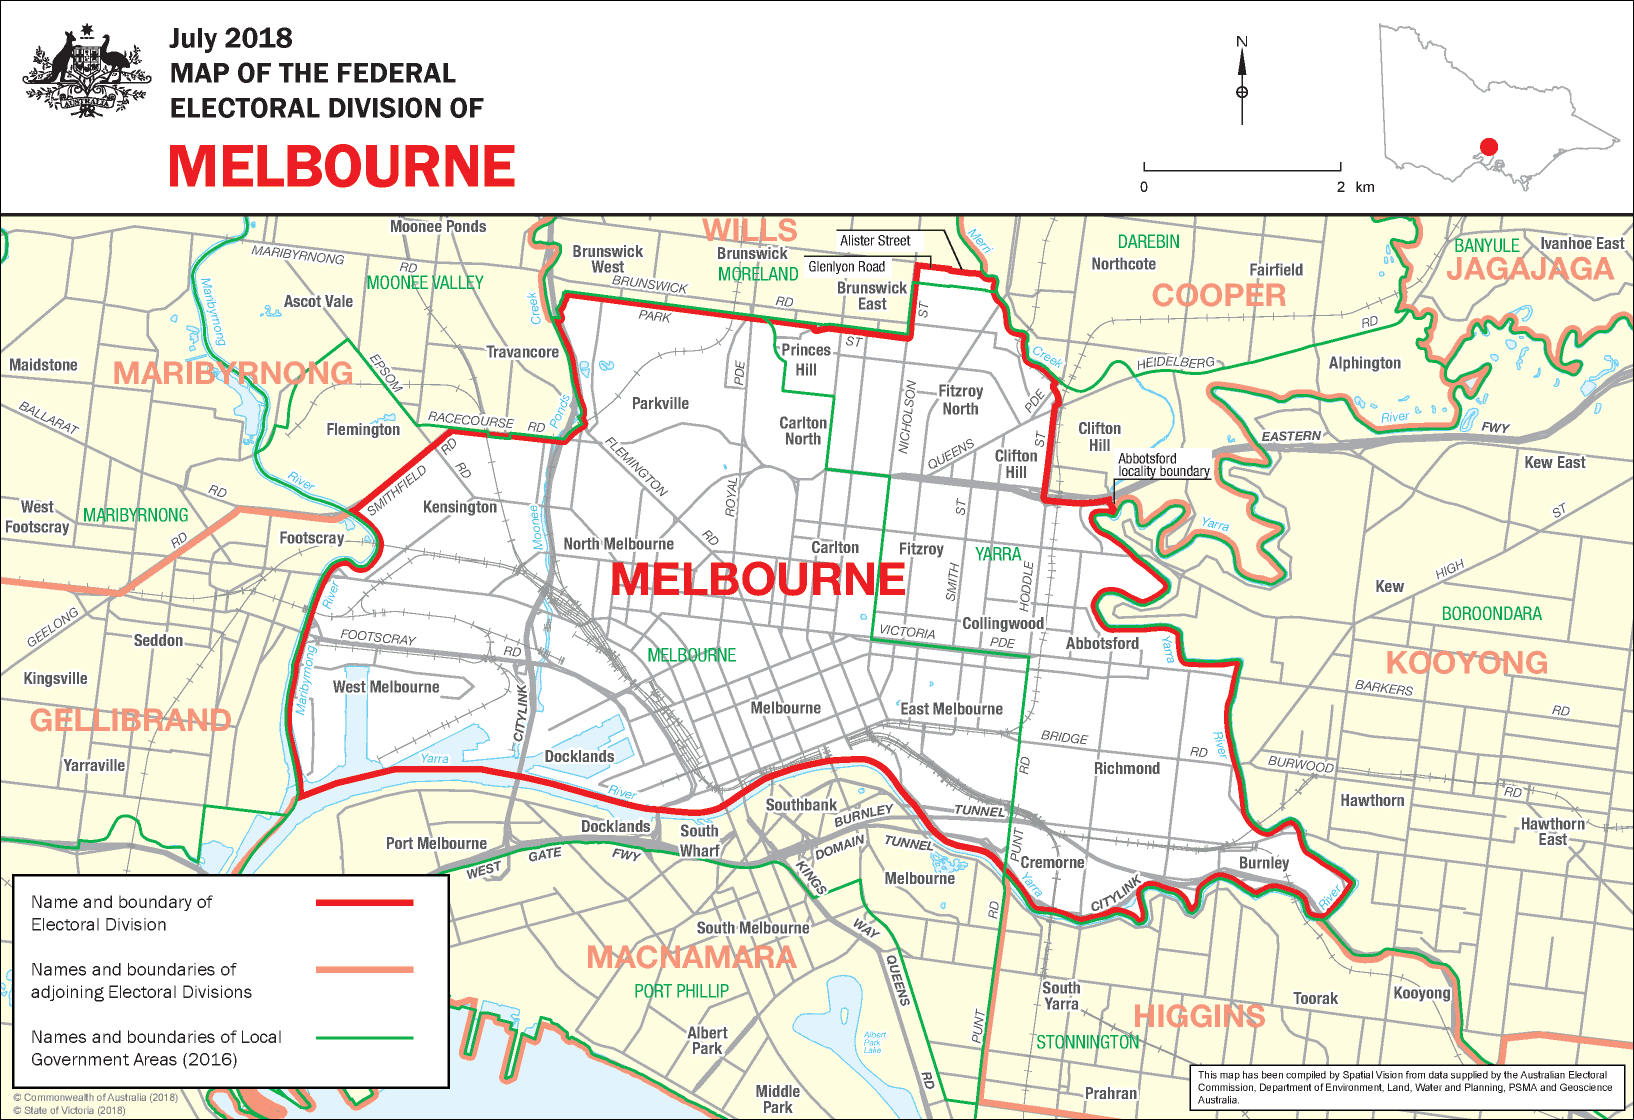 July 2018
MAP OF THE FEDERAL
ELECTORAL DIVISION OF
MELBOURNE
AUSTRALIA
N
0
2 km
Moonee Ponds
WILLS
Alister Street
Merri
DAREBIN
BANYULE
Ivanhoe East
MARIBYRNONG
RD
Brunswick
West
Brunswick
MORELAND
Glenlyon Road
Northcote
Fairfield
JAGAJAGA
MOONEE VALLEY
Maribyrnong
Ascot Vale
Creek
BRUNSWICK
RD
Brunswick
East
COOPER
PARK
ST
ST
RD
Maidstone
MARIBYRNONG
EPSOM
Travancore
Princes
Hill
PDE
Creek
HEIDELBERG
Alphington
BALLARAT
Flemington
RACECOURSE
RD
Ponds
Parkville
Carlton
North
NICHOLSON
Fitzroy
North
PDE
Clifton
Hill
River
EASTERN
FWY
SMITHFIELD
RD
RD
FLEMINGTON
QUEENS
Clifton
Hill
ST
Abbotsford
locality boundary
Kew East
River
RD
West
Footscray
MARIBYRNONG
RD
Kensington
ROYAL
ST
Yarra
ST
Footscray
Moonee
North Melbourne
RD
Carlton
Fitzroy
YARRA
MELBOURNE
SMITH
HODDLE
Kew
HIGH
River
GEELONG
Seddon
FOOTSCRAY
RD
VICTORIA
PDE
Collingwood
Abbotsford
Yarra
BOROONDARA
MELBOURNE
KOOYONG
Kingsville
Maribyrnong
West Melbourne
CITYLINK
BARKERS
RD
GELLIBRAND
Melbourne
East Melbourne
BRIDGE
RD
River
Yarraville
Yarra
Docklands
RD
Richmond
BURWOOD
RD
River
Southbank
BURNLEY
TUNNEL
Hawthorn
Docklands
South
Wharf
Hawthorn
East
Port Melbourne
WEST
GATE
FWY
DOMAIN
TUNNEL
PUNT
Cremorne
Burnley
KINGS
Melbourne
Yarra
CITYLINK
River
WAY
RD
South Melbourne
MACNAMARA
PORT PHILLIP
QUEENS
South
Yarra
Toorak
Kooyong
Albert
Park
Albert
Park
Lake
PUNT
HIGGINS
STONNINGTON
RD
Middle
Park
Prahran
Name and boundary of
Electoral Division
Names and boundaries of
adjoining Electoral Divisions
Names and boundaries of Local
Government Areas (2016)
© Commonwealth of Australia (2018)
© State of Victoria (2018)
This map has been compiled by Spatial Vision from data supplied by the Australian Electoral
Commission, Department of Environment, Land, Water and Planning, PSMA and Geoscience
Australia.